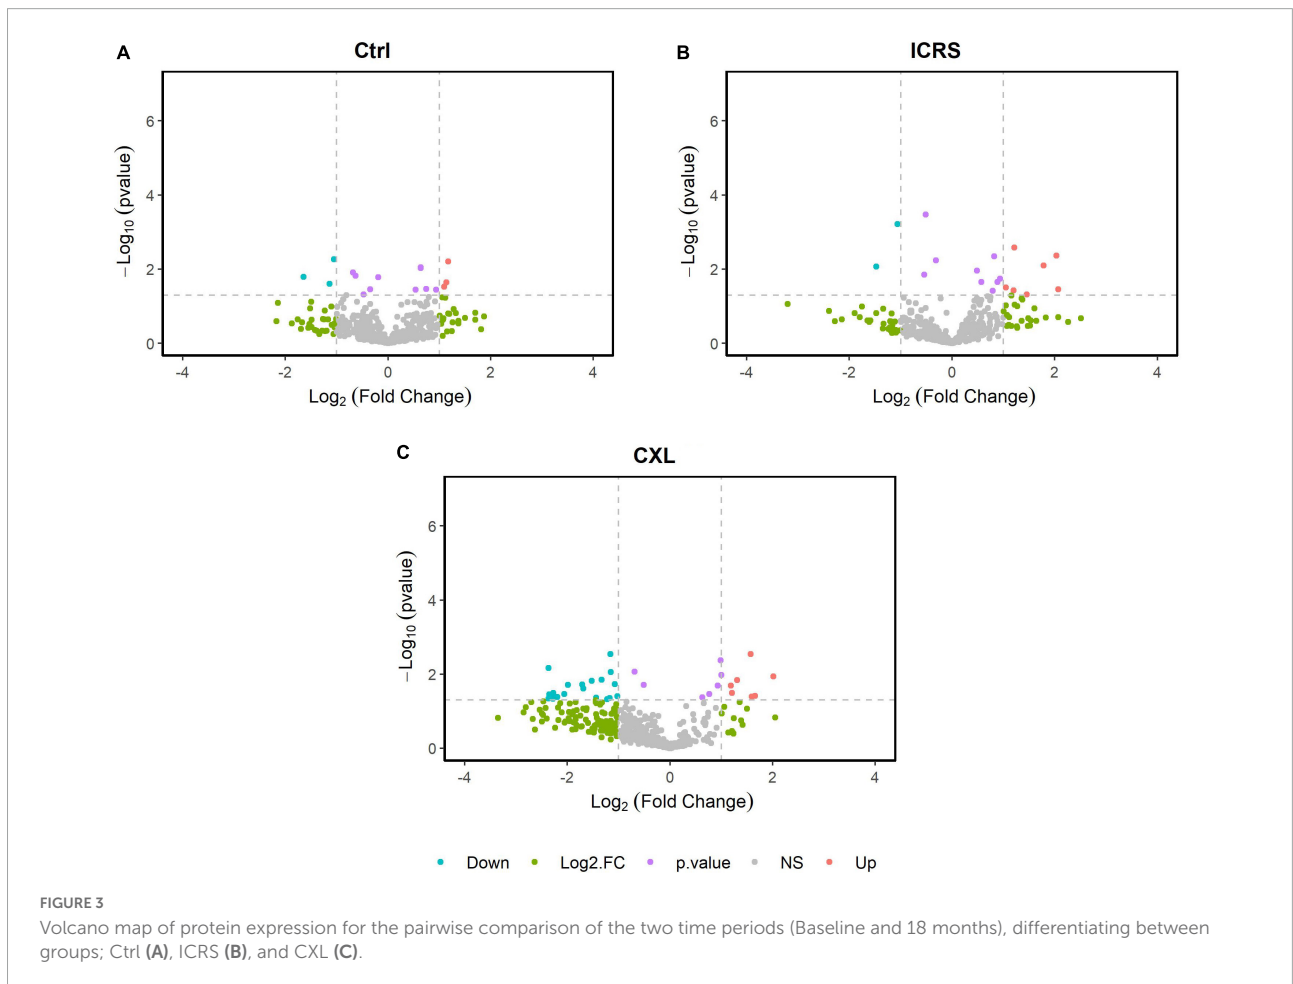 A
Ctrl
6
4
2
0
−Log10 (pvalue)
-4 -2 0 2 4
Log2 (Fold Change)
B
ICRS
6
4
2
0
−Log10 (pvalue)
-4 -2 0 2 4
Log2 (Fold Change)
C
CXL
6
4
2
0
−Log10 (pvalue)
-4 -2 0 2 4
Log2 (Fold Change)
Down Log2.FC p.value NS Up
FIGURE 3
Volcano map of protein expression for the pairwise comparison of the two time periods (Baseline and 18 months), differentiating between
groups; Ctrl (A), ICRS (B), and CXL (C).